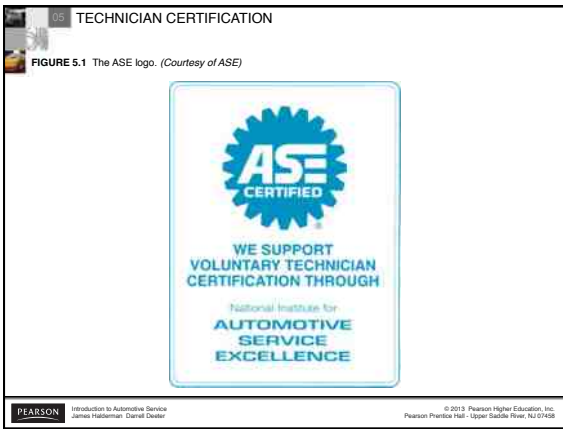 05 TECHNICIAN CERTIFICATION
FIGURE 5.1 The ASE logo. (Courtesy of ASE)
ASE
CERTIFIED
®
WE SUPPORT
VOLUNTARY TECHNICIAN
CERTIFICATION THROUGH
National Institute for
AUTOMOTIVE
SERVICE
EXCELLENCE
PEARSON
Introduction to Automotive Service
James Halderman Darrell Deeter
© 2013 Pearson Higher Education, Inc.
Pearson Prentice Hall - Upper Saddle River, NJ 07458